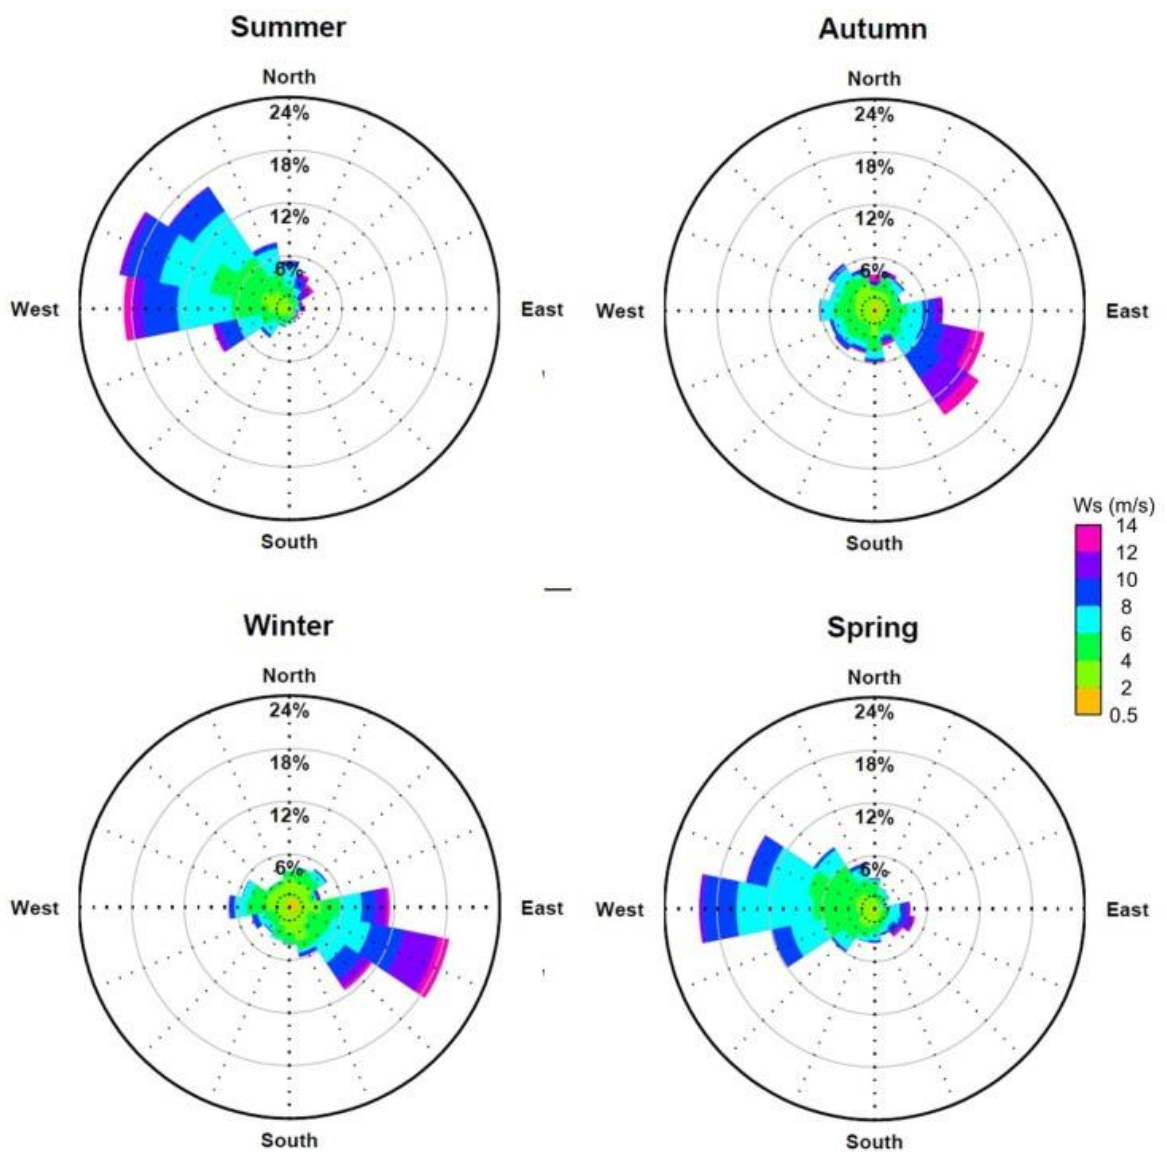 Summer
North
24%
18%
12%
6%
West
East
South
Autumn
North
24%
18%
12%
6%
East
South
Ws (m/s)
14
12
10
8
6
4
2
0.5
Winter
North
24%
18%
12%
6%
West
East
South
Spring
North
24%
18%
12%
6%
West
East
South